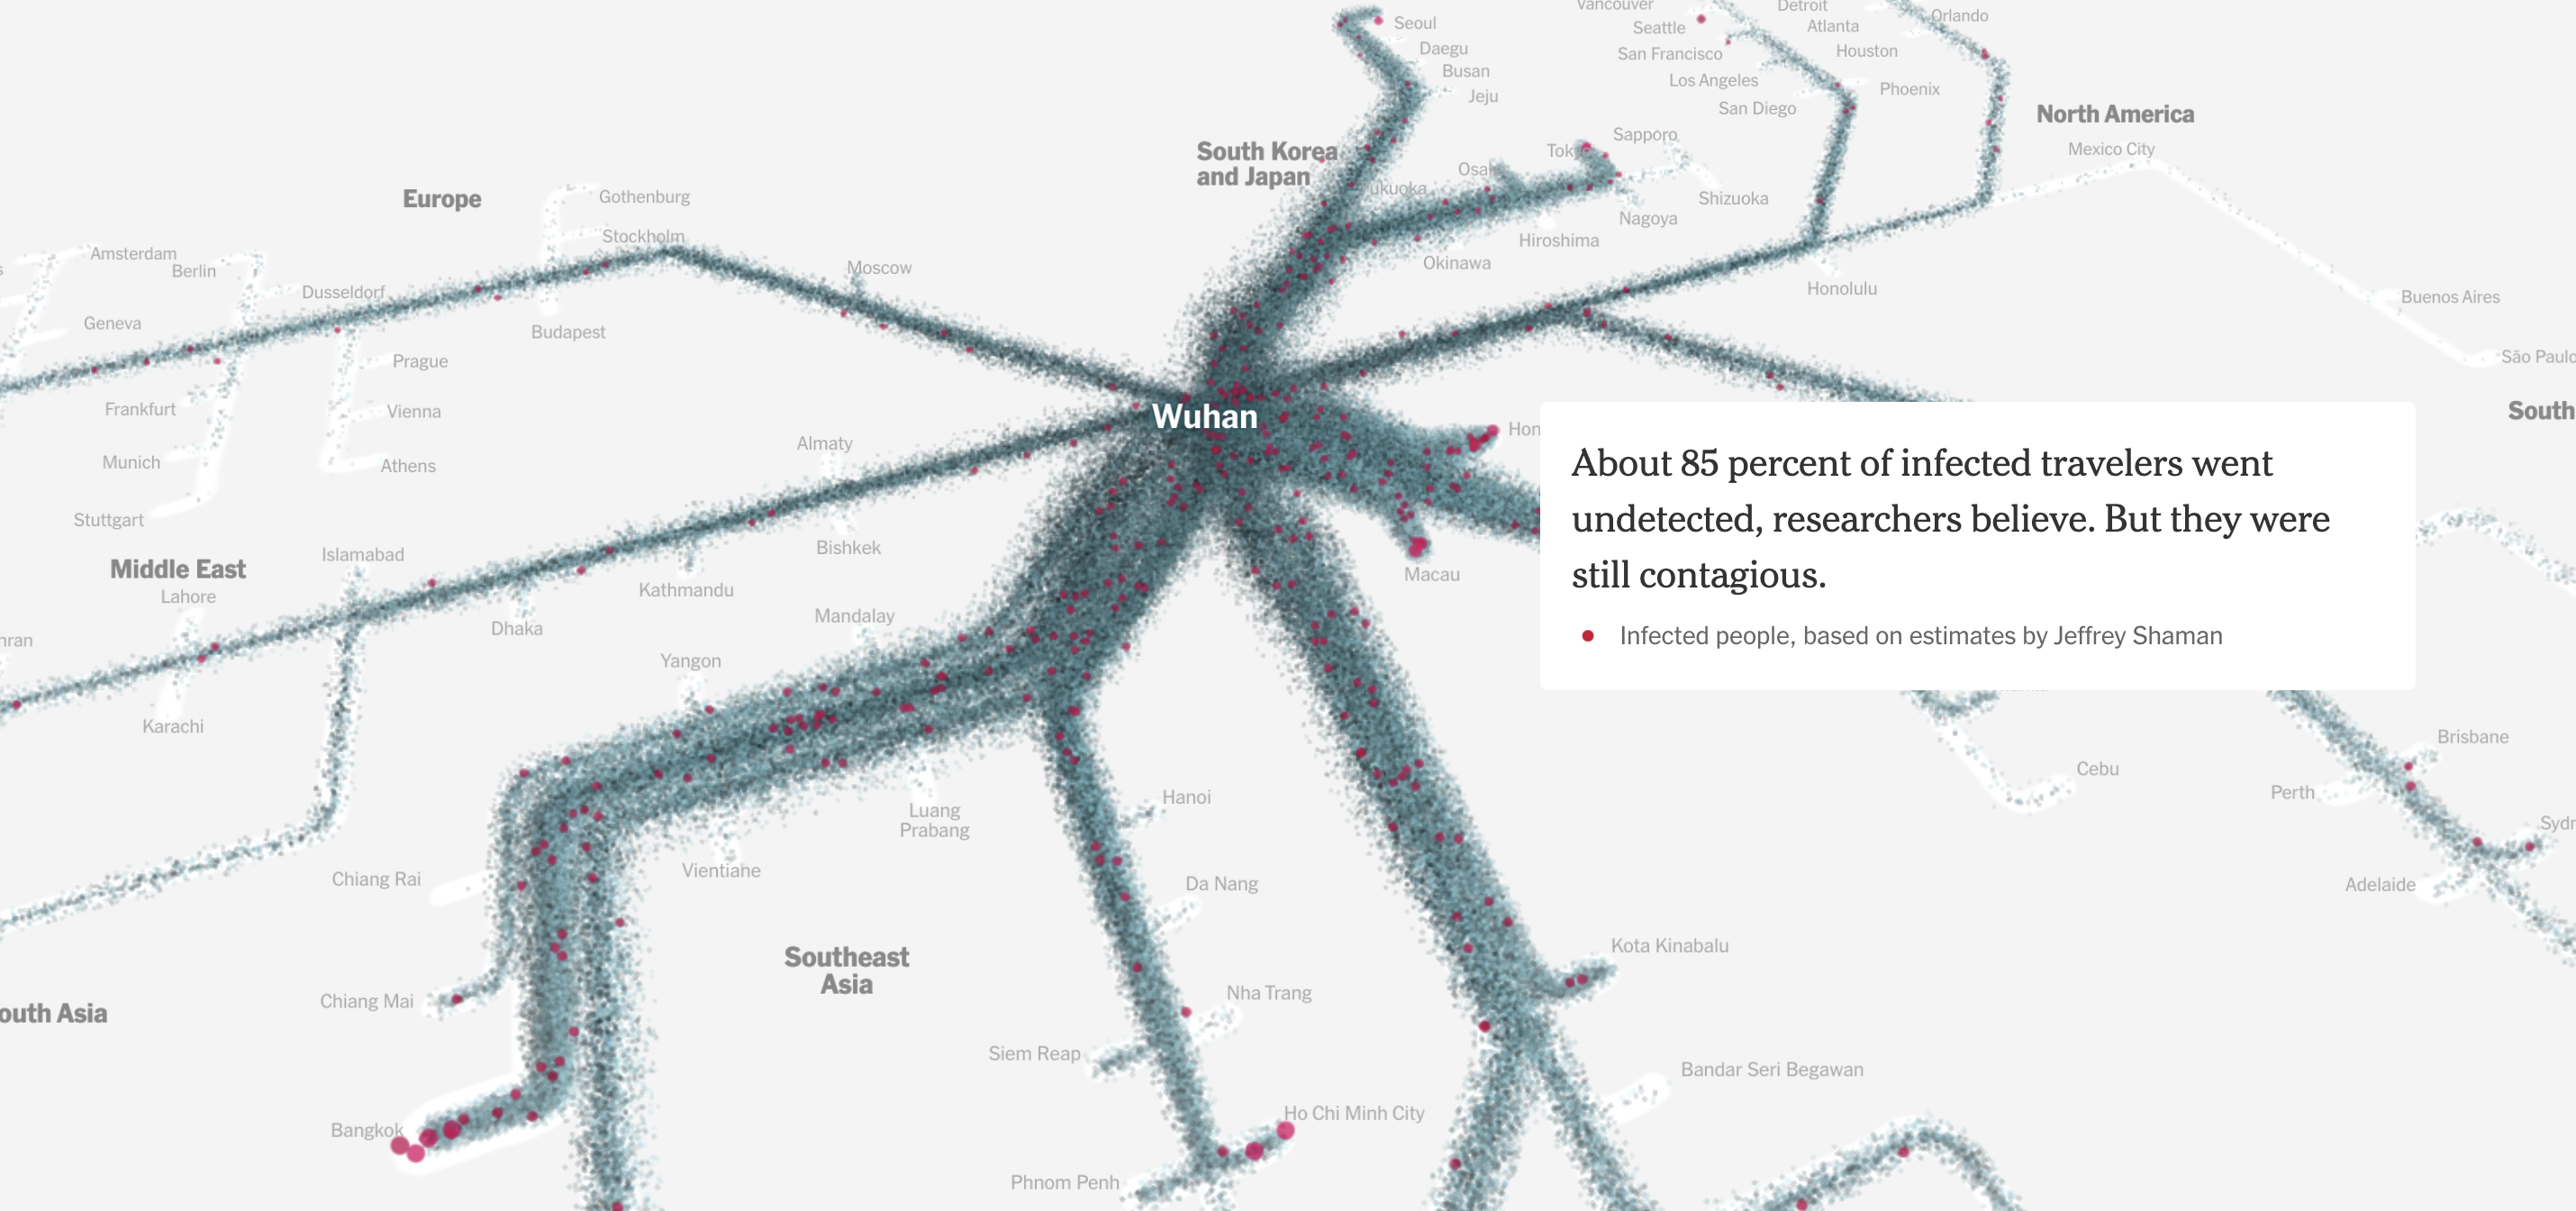 Seoul
Daegu
Busan
Jeju
Vancouver
Seattle
San Francisco
Los Angeles
San Diego
Detroit
Atlanta
Houston
Phoenix
Orlando
North America
Mexico City
South Korea
and Japan
Sapporo
Shizuoka
Nagoya
Hiroshima
Okinawa
Honolulu
Buenos Aires
São Paulo
South
Europe
Gothenburg
Stockholm
Moscow
Budapest
Amsterdam
Berlin
Dusseldorf
Geneva
Prague
Frankfurt
Vienna
Munich
Athens
Stuttgart
Wuhan
Almaty
Bishkek
Kathmandu
Dhaka
Islamabad
Middle East
Lahore
Karachi
Macau
About 85 percent of infected travelers went
undetected, researchers believe. But they were
still contagious.
Infected people, based on estimates by Jeffrey Shaman
Mandalay
Yangon
Luang
Prabang
Vientiane
Hanoi
Da Nang
Nha Trang
Chiang Rai
Chiang Mai
Southeast
Asia
outh Asia
Siem Reap
Bangkok
Ho Chi Minh City
Phnom Penh
Kota Kinabalu
Bandar Seri Begawan
Cebu
Brisbane
Perth
Adelaide